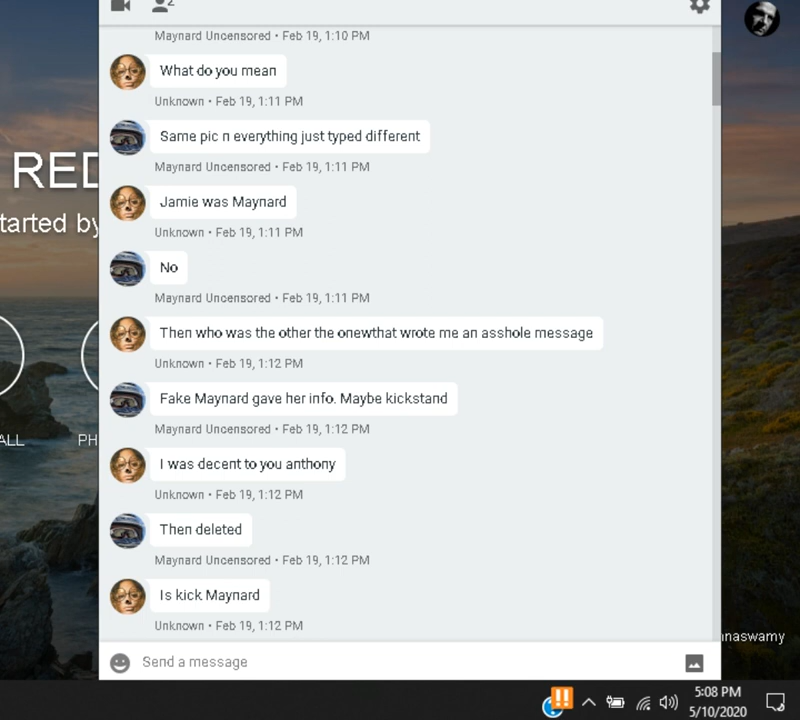 2
Maynard Uncensored • Feb 19, 1:10 PM
What do you mean
Unknown • Feb 19, 1:11 PM
Same pic n everything just typed different
Maynard Uncensored • Feb 19, 1:11 PM
RED
Jamie was Maynard
tarted by
Unknown • Feb 19, 1:11 PM
No
Maynard Uncensored • Feb 19, 1:11 PM
Then who was the other the onewthat wrote me an asshole message
Unknown • Feb 19, 1:12 PM
Fake Maynard gave her info. Maybe kickstand
Maynard Uncensored • Feb 19, 1:12 PM
ALL PH
I was decent to you anthony
Unknown • Feb 19, 1:12 PM
Then deleted
Maynard Uncensored • Feb 19, 1:12 PM
Is kick Maynard
Unknown • Feb 19, 1:12 PM
nnaswamy
Send a message
5:08 PM
5/10/2020